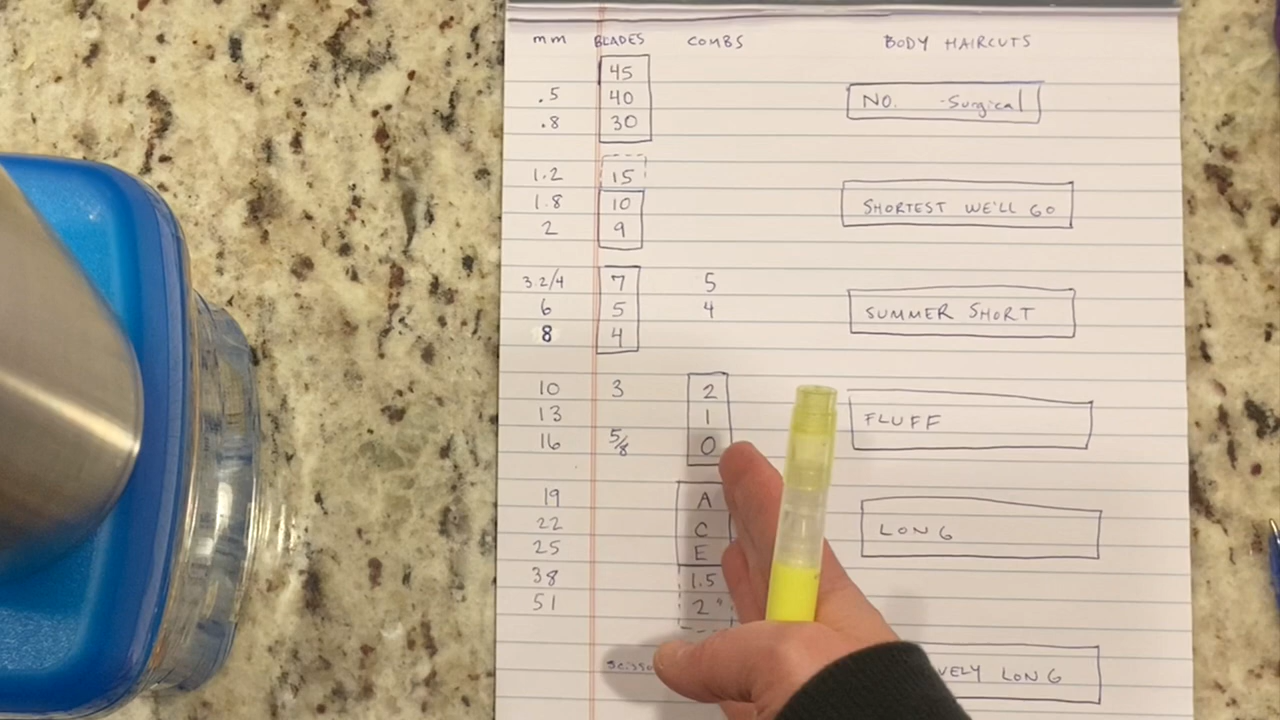 mm BLADES COMBS BODY HAIRCUTS
45
.5 40 NO. -Surgical
.8 30
1.2 15
1.8 10 SHORTEST WE'LL GO
2 9
3.2/4 7 5
6 5 4 SUMMER SHORT
8 4
10 3 2
13 1 FLUFF
16 5/8 0
19 A
22 C LONG
25 E
38 1.5
51 2"
VELY LONG